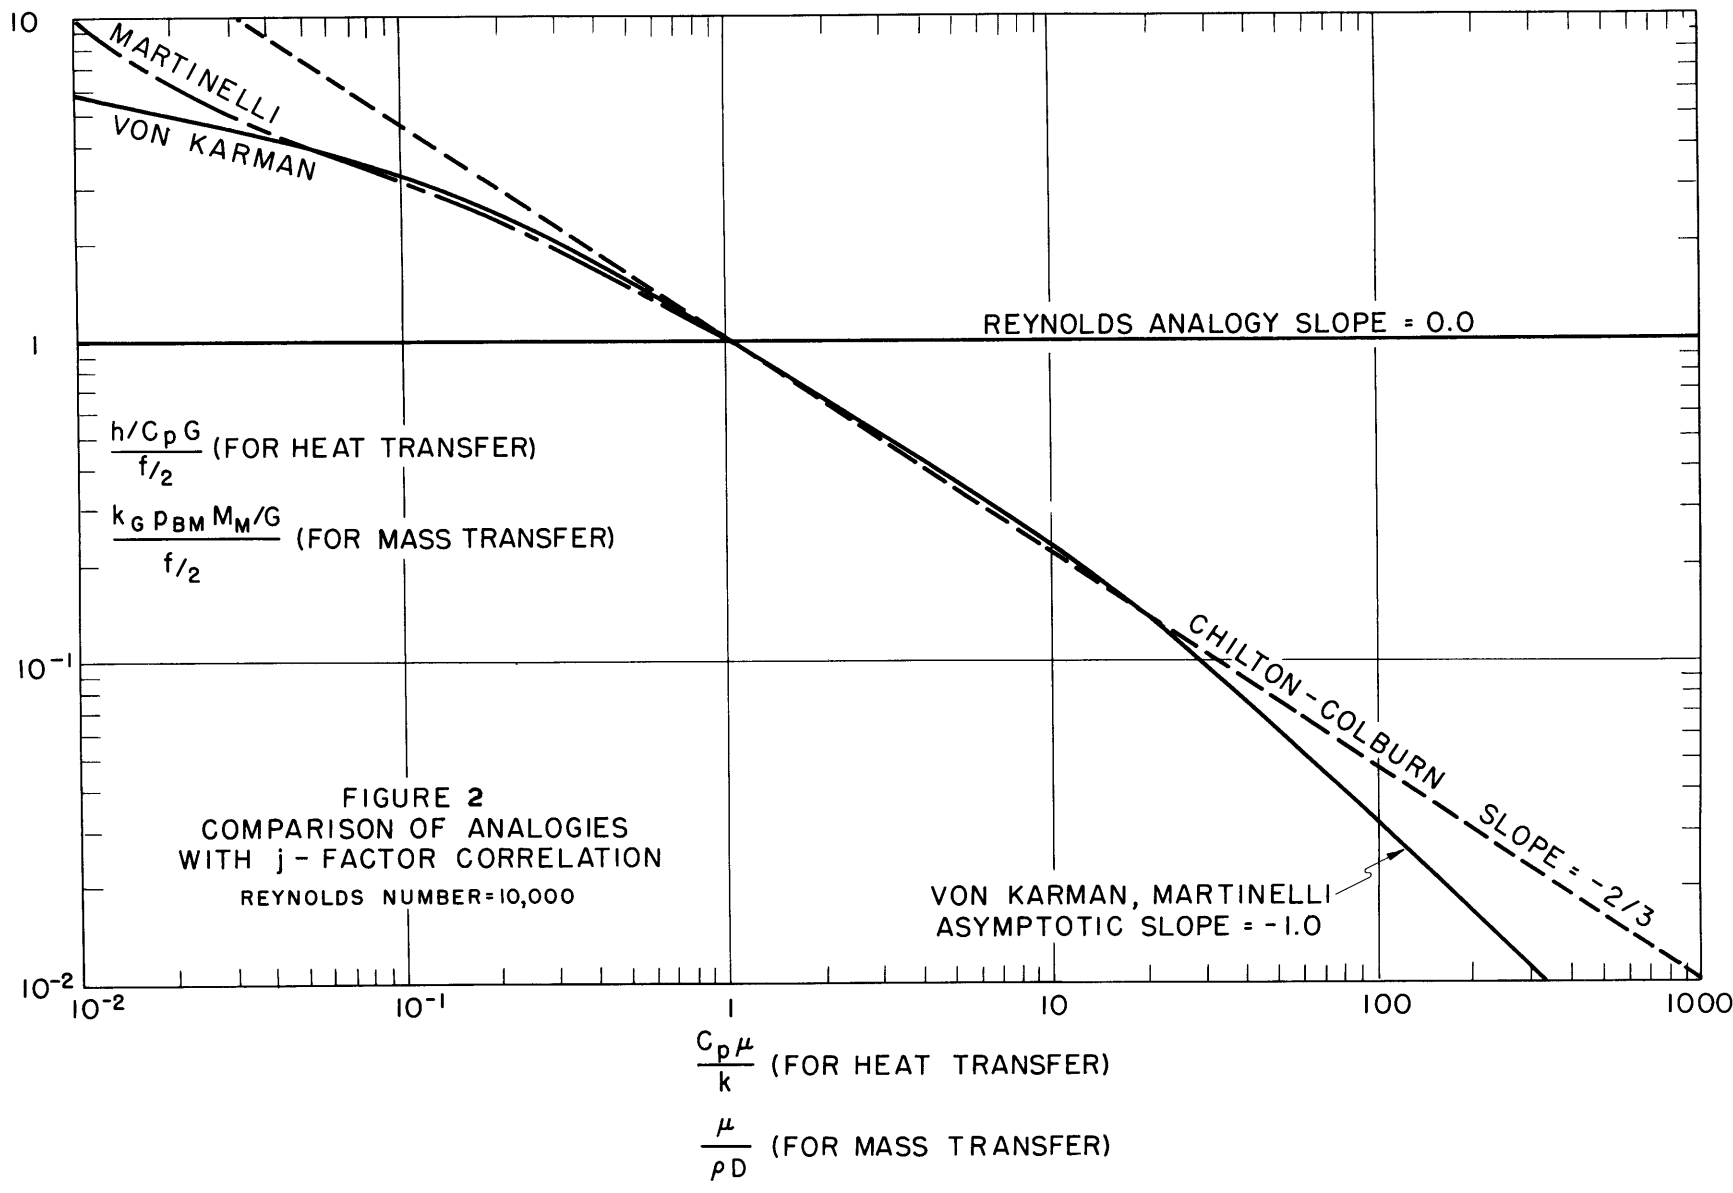 10
MARTINELLI
VON KARMAN
REYNOLDS ANALOGY SLOPE = 0.0
1
h/CpG
f/2
(FOR HEAT TRANSFER)
kG pBM MM/G
f/2
(FOR MASS TRANSFER)
10-1
CHILTON-COLBURN SLOPE = -2/3
FIGURE 2
COMPARISON OF ANALOGIES
WITH j-FACTOR CORRELATION
REYNOLDS NUMBER=10,000
VON KARMAN, MARTINELLI
ASYMPTOTIC SLOPE = -1.0
10-2
10-2 10-1 1 10 100 1000
Cpμ
k
(FOR HEAT TRANSFER)
μ
ρD
(FOR MASS TRANSFER)